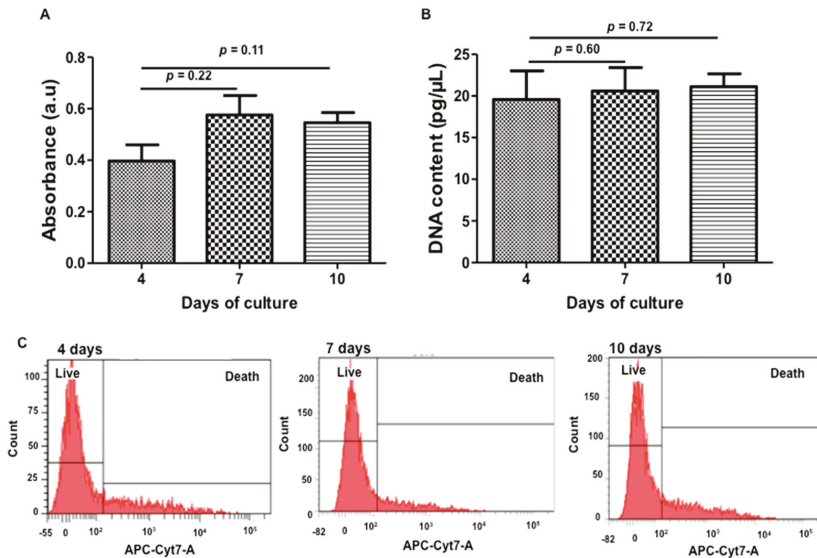 A
p = 0.11
p = 0.22
Absorbance (a.u)
0.8
0.6
0.4
0.2
0.0
4 7 10
Days of culture
B
p = 0.72
p = 0.60
DNA content (pg/µL)
25
20
15
10
5
0
4 7 10
Days of culture
C
4 days
Live
Death
Count
100
75
50
25
0
-55 0 10² 10³ 10⁴ 10⁵
APC-Cyt7-A
7 days
Live
Death
Count
200
150
100
50
0
-82 0 10² 10³ 10⁴ 10⁵
APC-Cyt7-A
10 days
Live
Death
Count
200
150
100
50
0
-82 0 10² 10³ 10⁴ 10⁵
APC-Cyt7-A